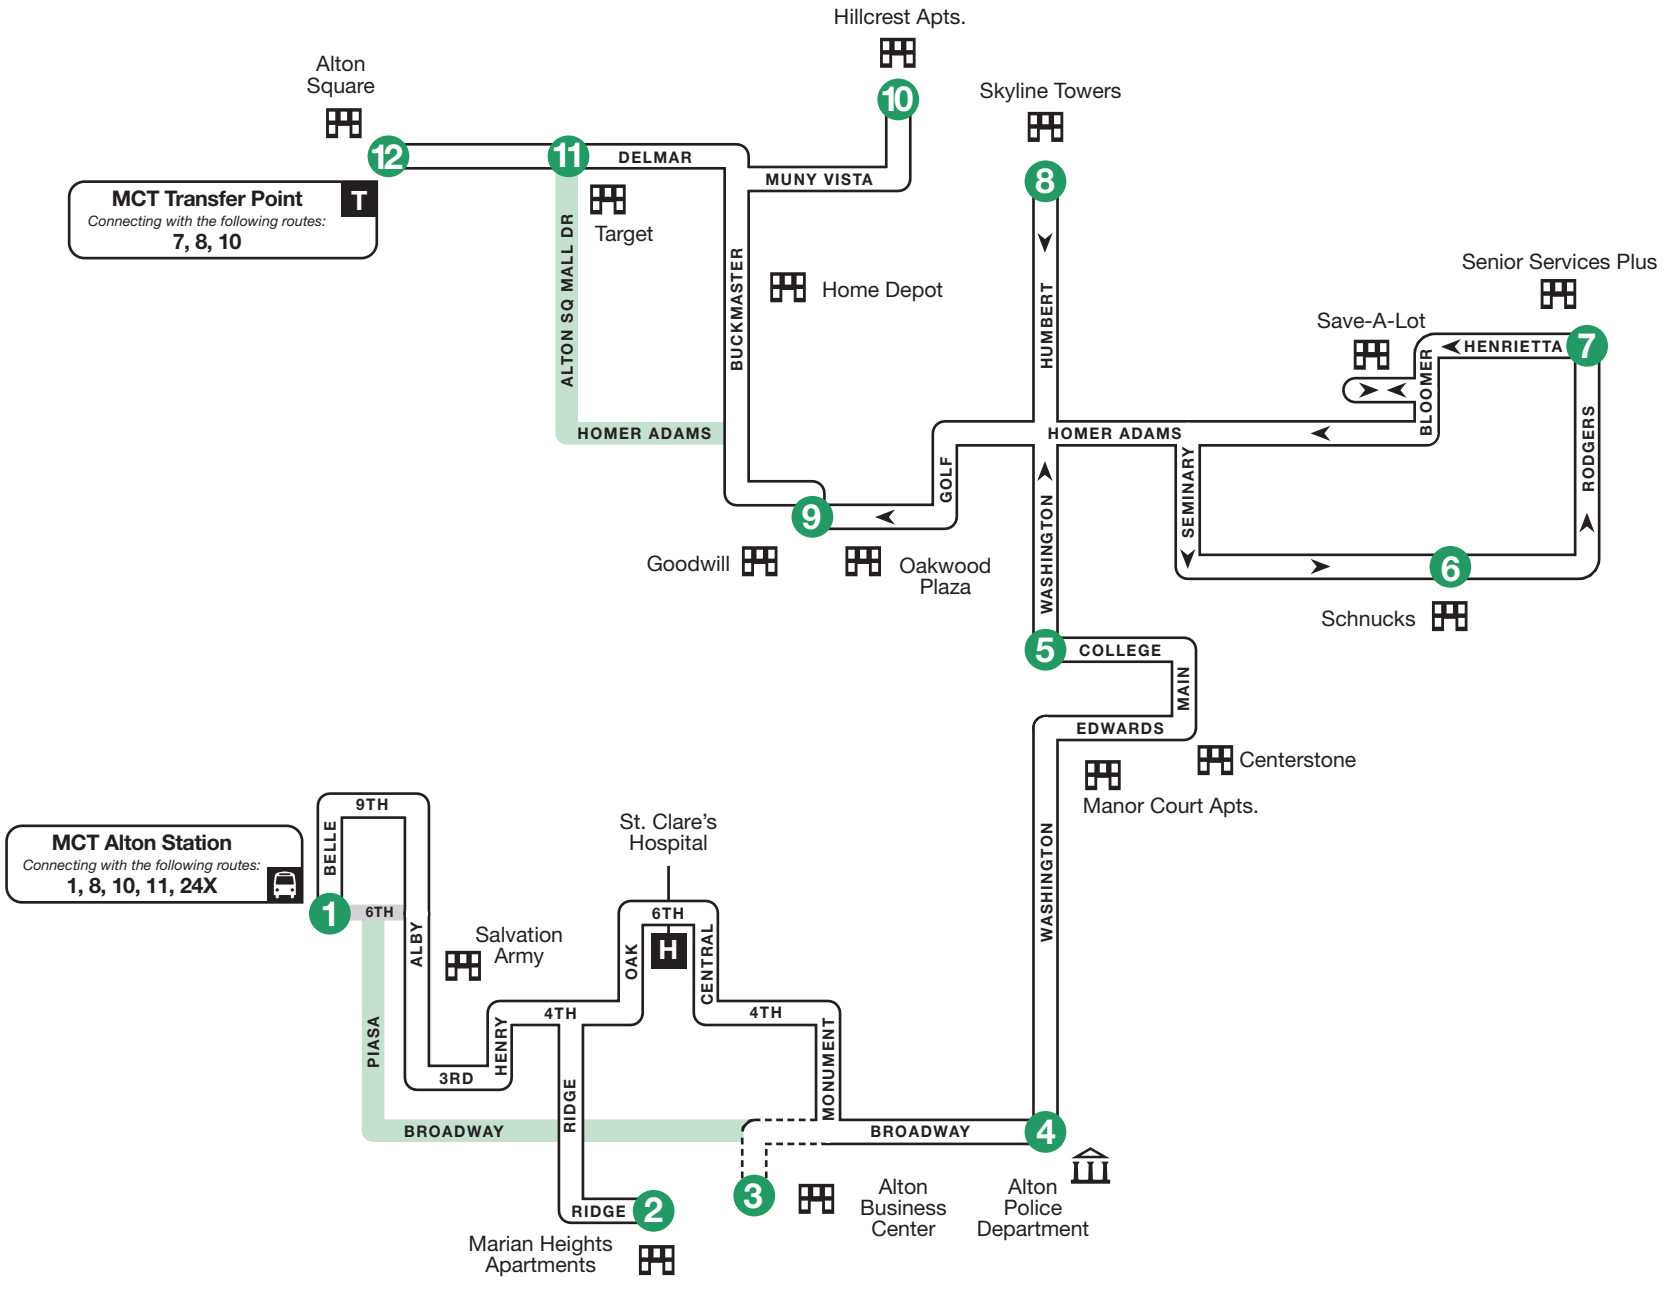 Hillcrest Apts.
10
Alton
Square
Skyline Towers
12
11
DELMAR
MUNY VISTA
8
MCT Transfer Point
T
Connecting with the following routes:
7, 8, 10
Target
ALTON SQ MALL DR
BUCKMASTER
Home Depot
HUMBERT
Senior Services Plus
Save-A-Lot
HENRIETTA
7
BLOOMER
RODGERS
HOMER ADAMS
HOMER ADAMS
GOLF
SEMINARY
WASHINGTON
9
Goodwill
Oakwood
Plaza
6
Schnucks
5
COLLEGE
MAIN
EDWARDS
Centerstone
Manor Court Apts.
WASHINGTON
9TH
BELLE
MCT Alton Station
Connecting with the following routes:
1, 8, 10, 11, 24X
1
6TH
ALBY
Salvation
Army
St. Clare's
Hospital
6TH
H
OAK
CENTRAL
4TH
4TH
HENRY
3RD
PIASA
RIDGE
MONUMENT
BROADWAY
BROADWAY
4
3
RIDGE
2
Marian Heights
Apartments
Alton
Business
Center
Alton
Police
Department